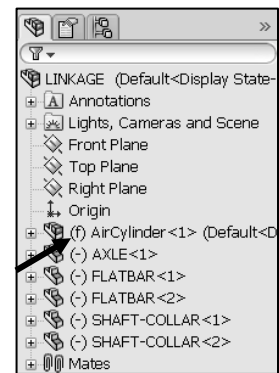 LINKAGE (Default<Display State-
Annotations
Lights, Cameras and Scene
Front Plane
Top Plane
Right Plane
Origin
(f) AirCylinder<1> (Default<D
(-) AXLE<1>
(-) FLATBAR<1>
(-) FLATBAR<2>
(-) SHAFT-COLLAR<1>
(-) SHAFT-COLLAR<2>
Mates